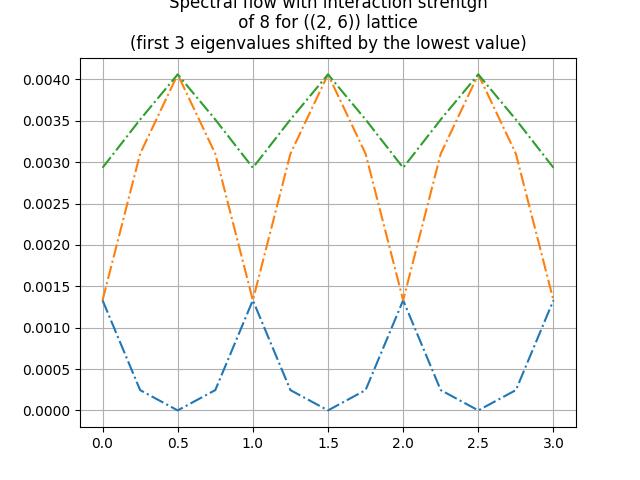 Spectral flow with interaction strentgh
of 8 for ((2, 6)) lattice
(first 3 eigenvalues shifted by the lowest value)
0.0040
0.0035
0.0030
0.0025
0.0020
0.0015
0.0010
0.0005
0.0000
0.0 0.5 1.0 1.5 2.0 2.5 3.0